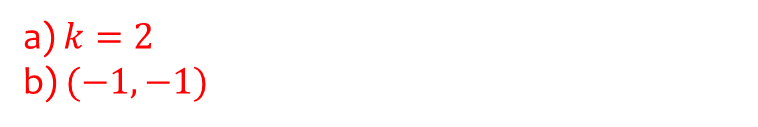 a) k = 2
b) (−1, −1)